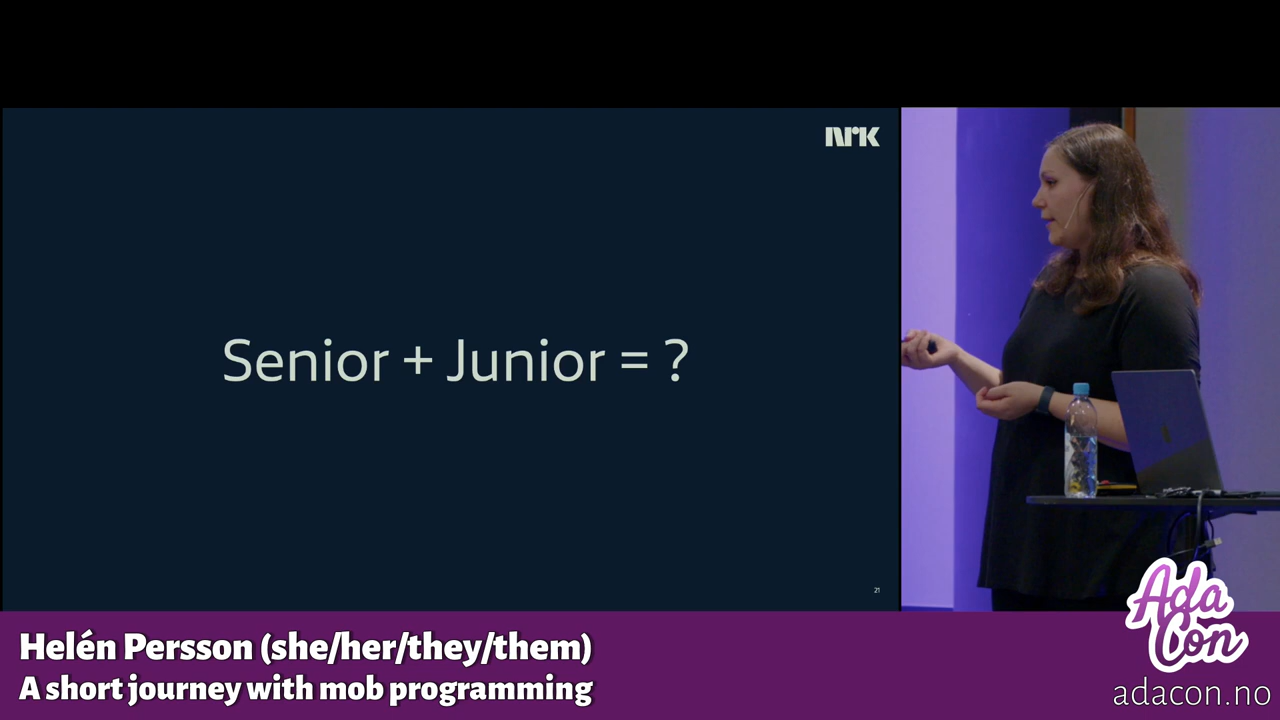 NRK
Senior + Junior = ?
21
Helén Persson (she/her/they/them)
A short journey with mob programming
Ada
Con
adacon.no